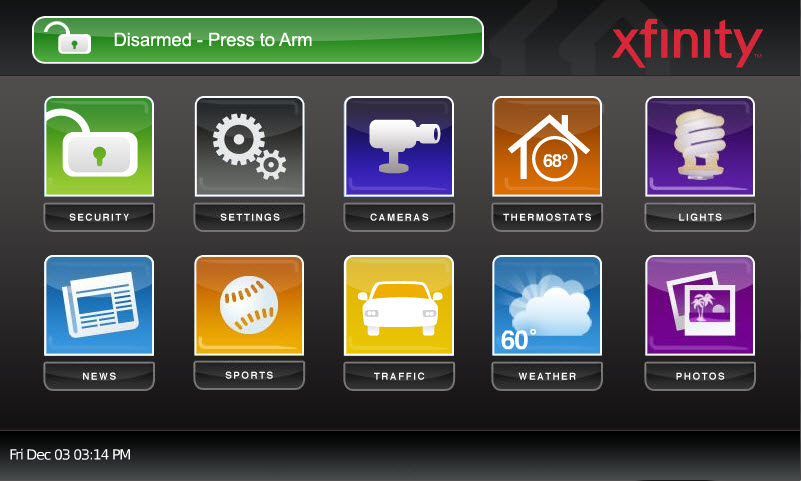 Disarmed - Press to Arm
xfinity™
68°
SECURITY
SETTINGS
CAMERAS
THERMOSTATS
LIGHTS
60°
NEWS
SPORTS
TRAFFIC
WEATHER
PHOTOS
Fri Dec 03 03:14 PM